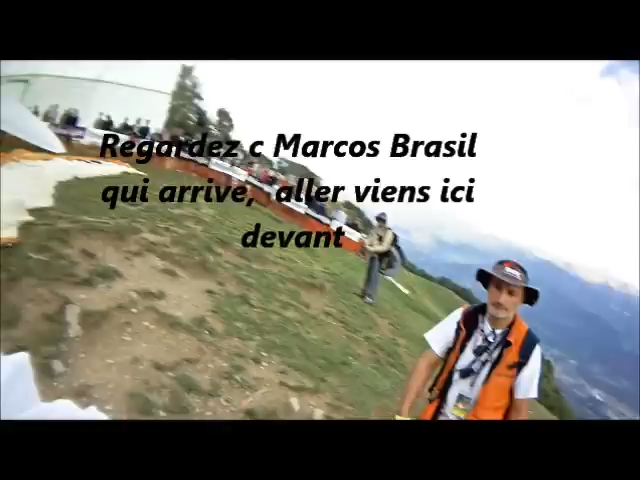 Regardez c Marcos Brasil
qui arrive, aller viens ici
devant